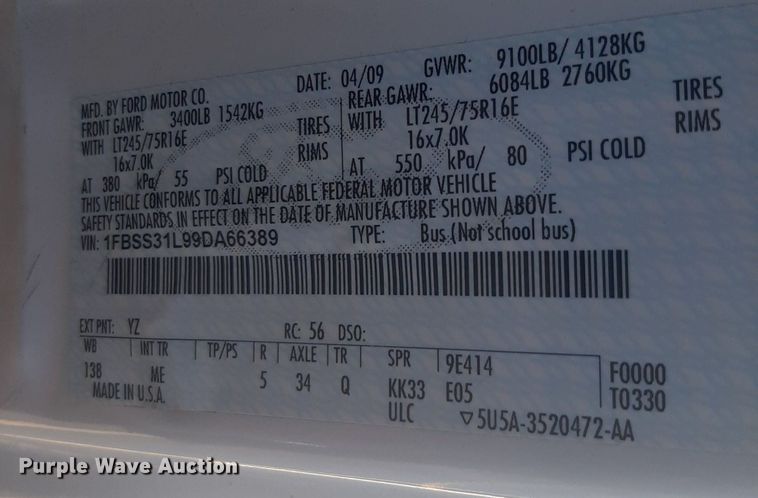 MFD. BY FORD MOTOR CO. DATE: 04/09 GVWR: 9100LB/ 4128KG
FRONT GAWR: 3400LB 1542KG REAR GAWR: 6084LB 2760KG
WITH LT245/75R16E TIRES WITH LT245/75R16E TIRES
16x7.0K RIMS 16x7.0K RIMS
AT 380 kPa/ 55 PSI COLD AT 550 kPa/ 80 PSI COLD
THIS VEHICLE CONFORMS TO ALL APPLICABLE FEDERAL MOTOR VEHICLE
SAFETY STANDARDS IN EFFECT ON THE DATE OF MANUFACTURE SHOWN ABOVE.
VIN: 1FBSS31L99DA66389 TYPE: Bus (Not school bus)
EXT PNT: YZ RC: 56 DSO:
WB INT TR TP/PS R AXLE TR SPR 9E414 F0000
138 ME 5 34 Q KK33 E05 T0330
MADE IN U.S.A. ULC ▽5U5A-3520472-AA
Purple Wave Auction